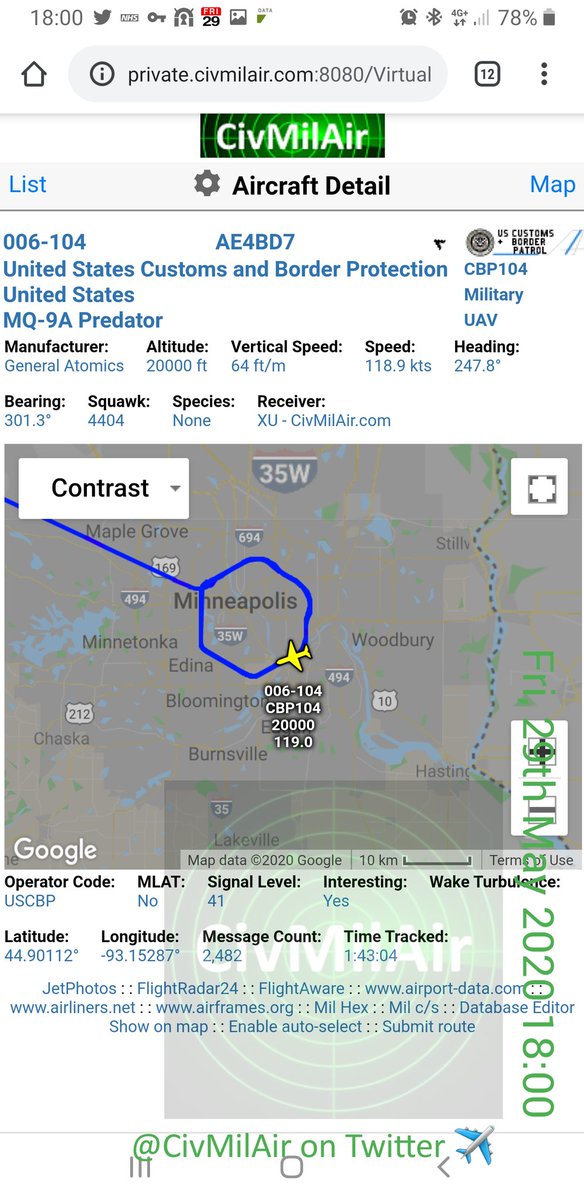 18:00 NHS FRI 29 DATA 4G+ 78%
private.civmilair.com:8080/Virtual 12
CivMilAir
List Aircraft Detail Map
006-104 AE4BD7 US CUSTOMS + BORDER PATROL
United States Customs and Border Protection CBP104
United States Military
MQ-9A Predator UAV
Manufacturer: Altitude: Vertical Speed: Speed: Heading:
General Atomics 20000 ft 64 ft/m 118.9 kts 247.8°
Bearing: Squawk: Species: Receiver:
301.3° 4404 None XU - CivMilAir.com
Contrast
35W
Maple Grove
694
Stillv
169
494
Minneapolis
35W
Minnetonka
Woodbury
Edina
494
006-104
Bloomington
10
CBP104
212
20000
E
119.0
Chaska
Burnsville
Hasting
35
Lakeville
Google
Map data ©2020 Google 10 km Terms of Use
Fri 29th May 2020 18:00
Operator Code: MLAT: Signal Level: Interesting: Wake Turbulence:
USCBP No 41 Yes
Latitude: Longitude: Message Count: Time Tracked:
44.90112° -93.15287° 2,482 1:43:04
CivMilAir
JetPhotos : : FlightRadar24 : : FlightAware : : www.airport-data.com : :
www.airliners.net : : www.airframes.org : : Mil Hex : : Mil c/s : : Database Editor
Show on map : : Enable auto-select : : Submit route
@CivMilAir on Twitter